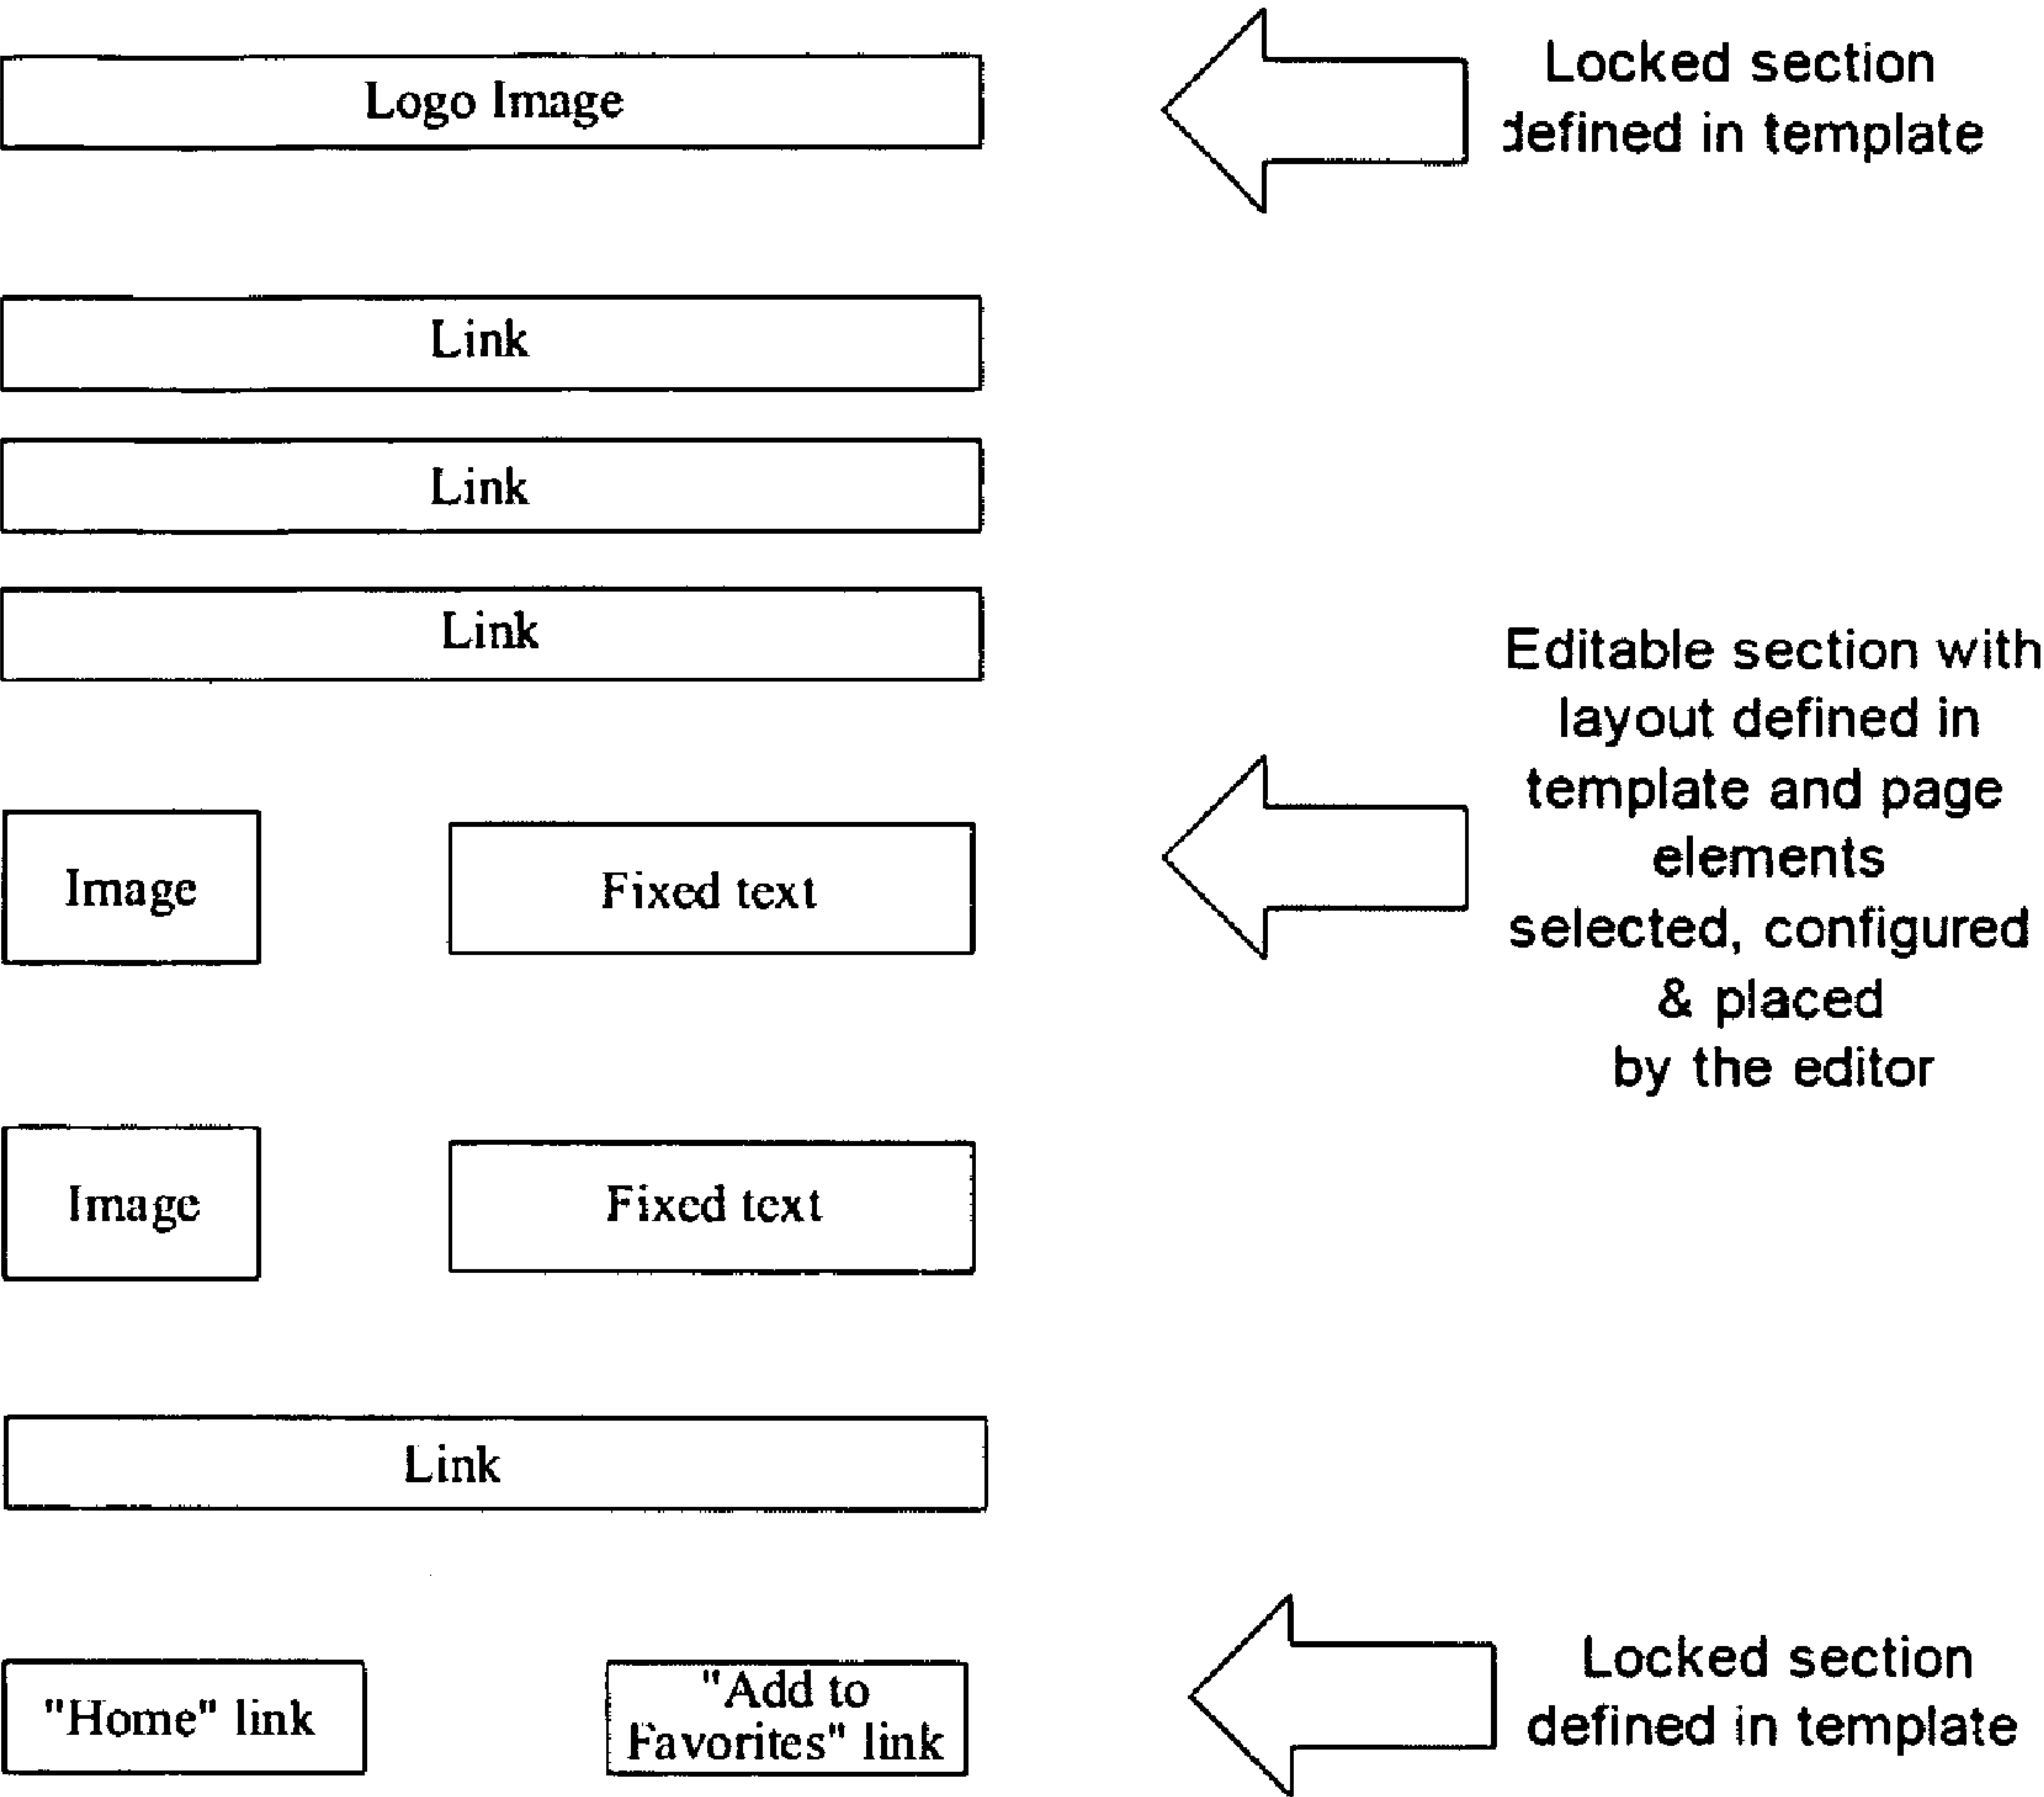 Logo Image
Locked section
defined in template
Link
Link
Link
Editable section with
layout defined in
template and page
elements
selected, configured
& placed
by the editor
Image
Fixed text
Image
Fixed text
Link
"Home" link
"Add to
Favorites" link
Locked section
defined in template